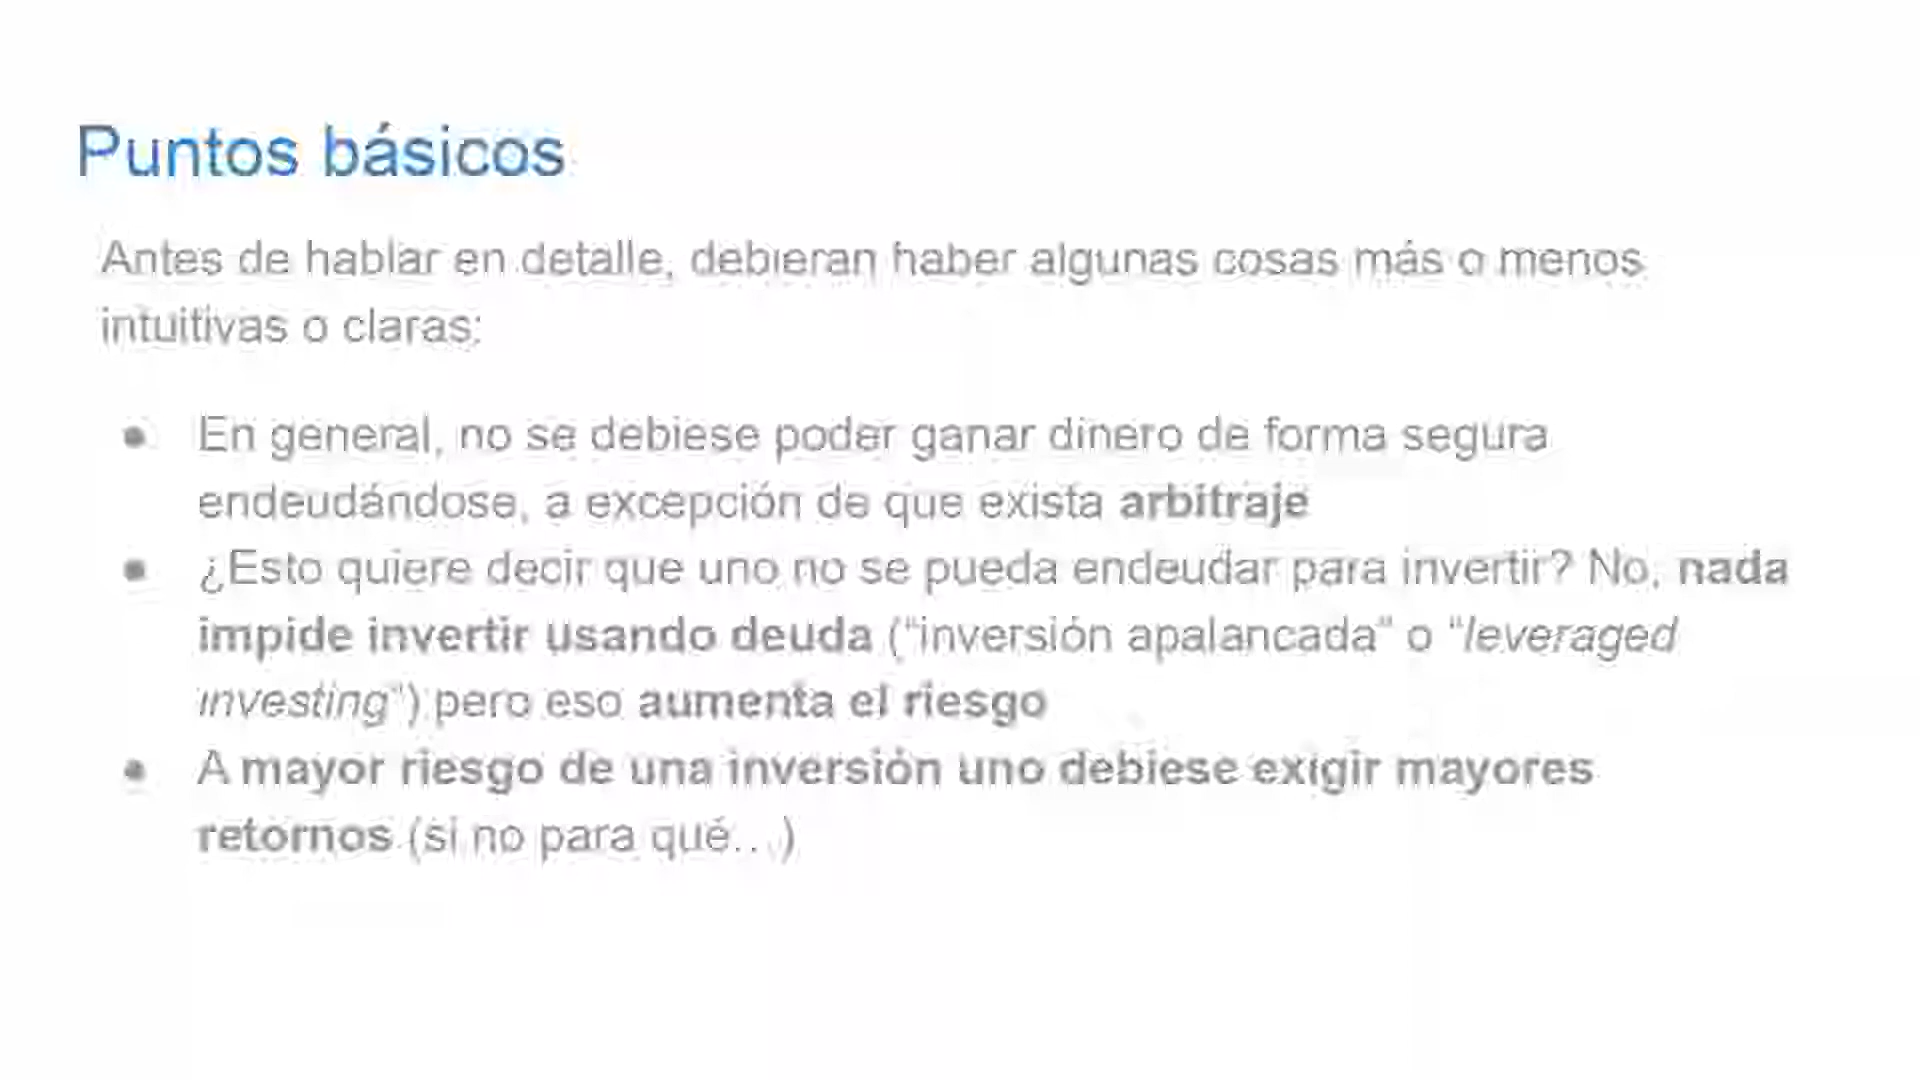 Puntos básicos
Antes de hablar en detalle, debieran haber algunas cosas más o menos
intuitivas o claras:
● En general, no se debiese poder ganar dinero de forma segura
endeudándose, a excepción de que exista arbitraje
● ¿Esto quiere decir que uno no se pueda endeudar para invertir? No, nada
impide invertir usando deuda (“inversión apalancada” o “leveraged
investing”) pero eso aumenta el riesgo
● A mayor riesgo de una inversión uno debiese exigir mayores
retornos (si no para qué…)